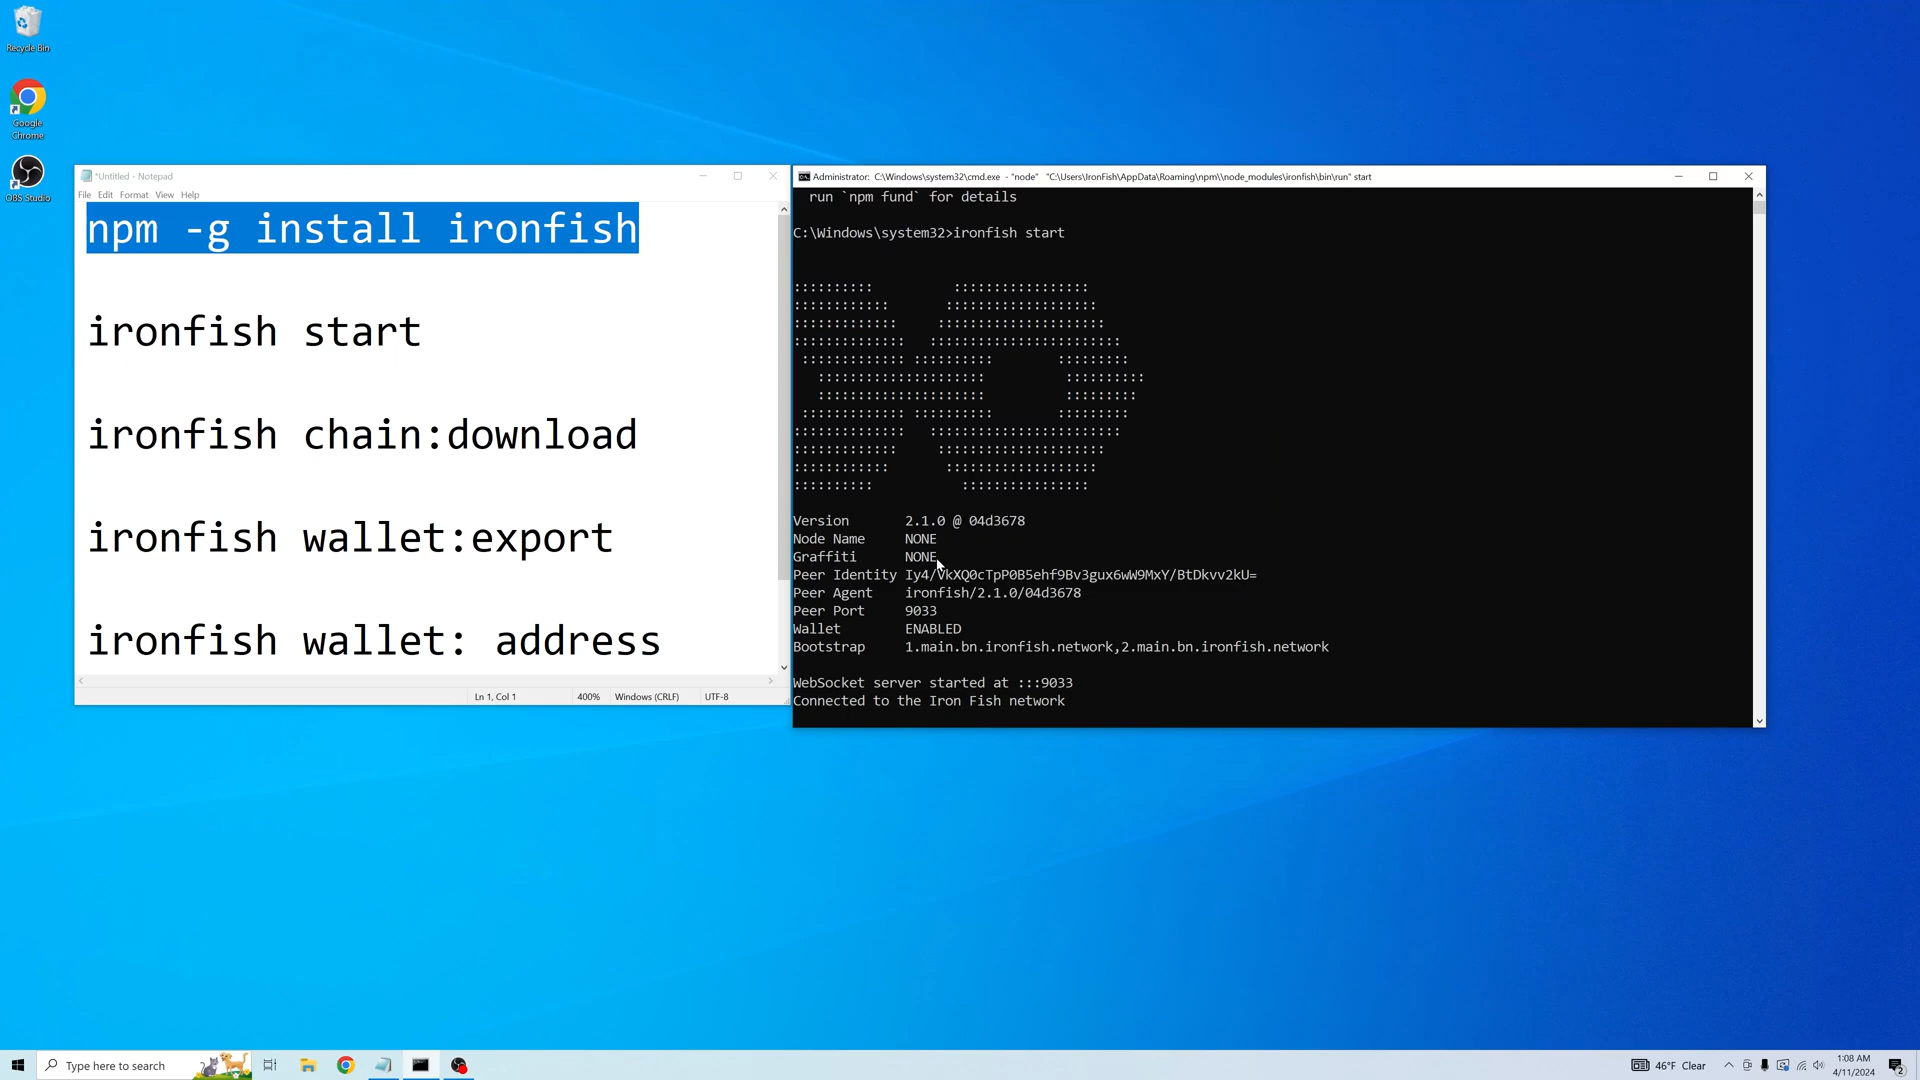 Recycle Bin
Google
Chrome
OBS Studio
*Untitled - Notepad
File Edit Format View Help
npm -g install ironfish
ironfish start
ironfish chain:download
ironfish wallet:export
ironfish wallet: address
Ln 1, Col 1 400% Windows (CRLF) UTF-8
Administrator: C:\Windows\system32\cmd.exe - "node" "C:\Users\IronFish\AppData\Roaming\npm\\node_modules\ironfish\bin\run" start
run `npm fund` for details
C:\Windows\system32>ironfish start
Version 2.1.0 @ 04d3678
Node Name NONE
Graffiti NONE
Peer Identity Iy4/VkXQ0cTpP0B5ehf9Bv3gux6wW9MxY/BtDkvv2kU=
Peer Agent ironfish/2.1.0/04d3678
Peer Port 9033
Wallet ENABLED
Bootstrap 1.main.bn.ironfish.network,2.main.bn.ironfish.network
WebSocket server started at :::9033
Connected to the Iron Fish network
Type here to search
46°F Clear
1:08 AM
4/11/2024
2